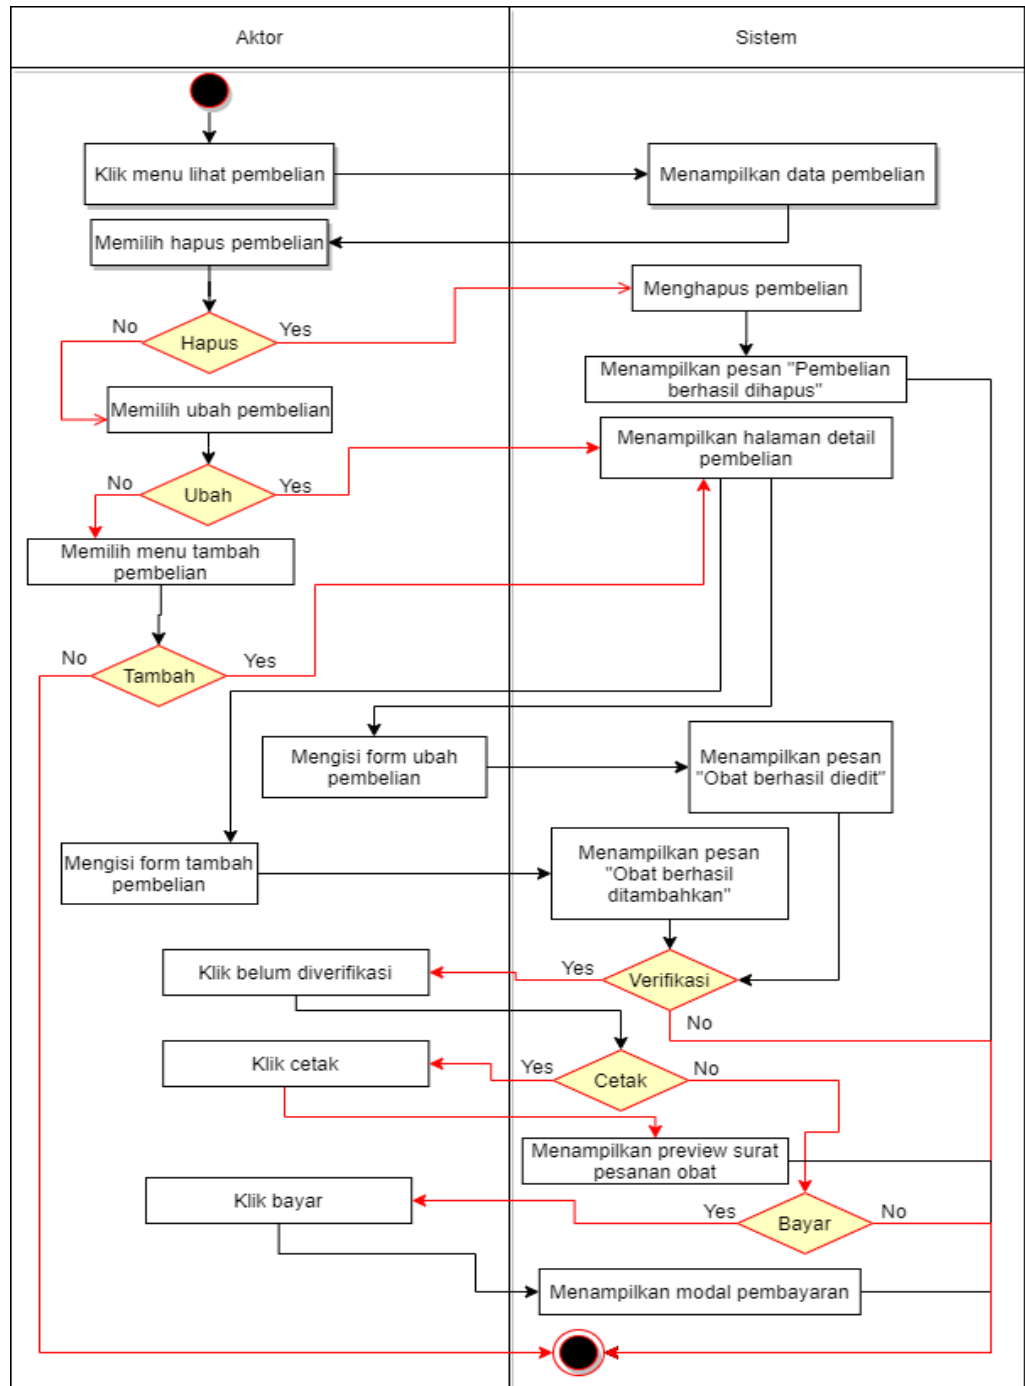 Aktor
Sistem
Klik menu lihat pembelian
Menampilkan data pembelian
Memilih hapus pembelian
Menghapus pembelian
No
Hapus
Yes
Menampilkan pesan "Pembelian
berhasil dihapus"
Memilih ubah pembelian
Menampilkan halaman detail
pembelian
No
Ubah
Yes
Memilih menu tambah
pembelian
No
Tambah
Yes
Mengisi form ubah
pembelian
Menampilkan pesan
"Obat berhasil diedit"
Mengisi form tambah
pembelian
Menampilkan pesan
"Obat berhasil
ditambahkan"
Klik belum diverifikasi
Yes
Verifikasi
No
Klik cetak
Yes
Cetak
No
Menampilkan preview surat
pesanan obat
Klik bayar
Yes
Bayar
No
Menampilkan modal pembayaran